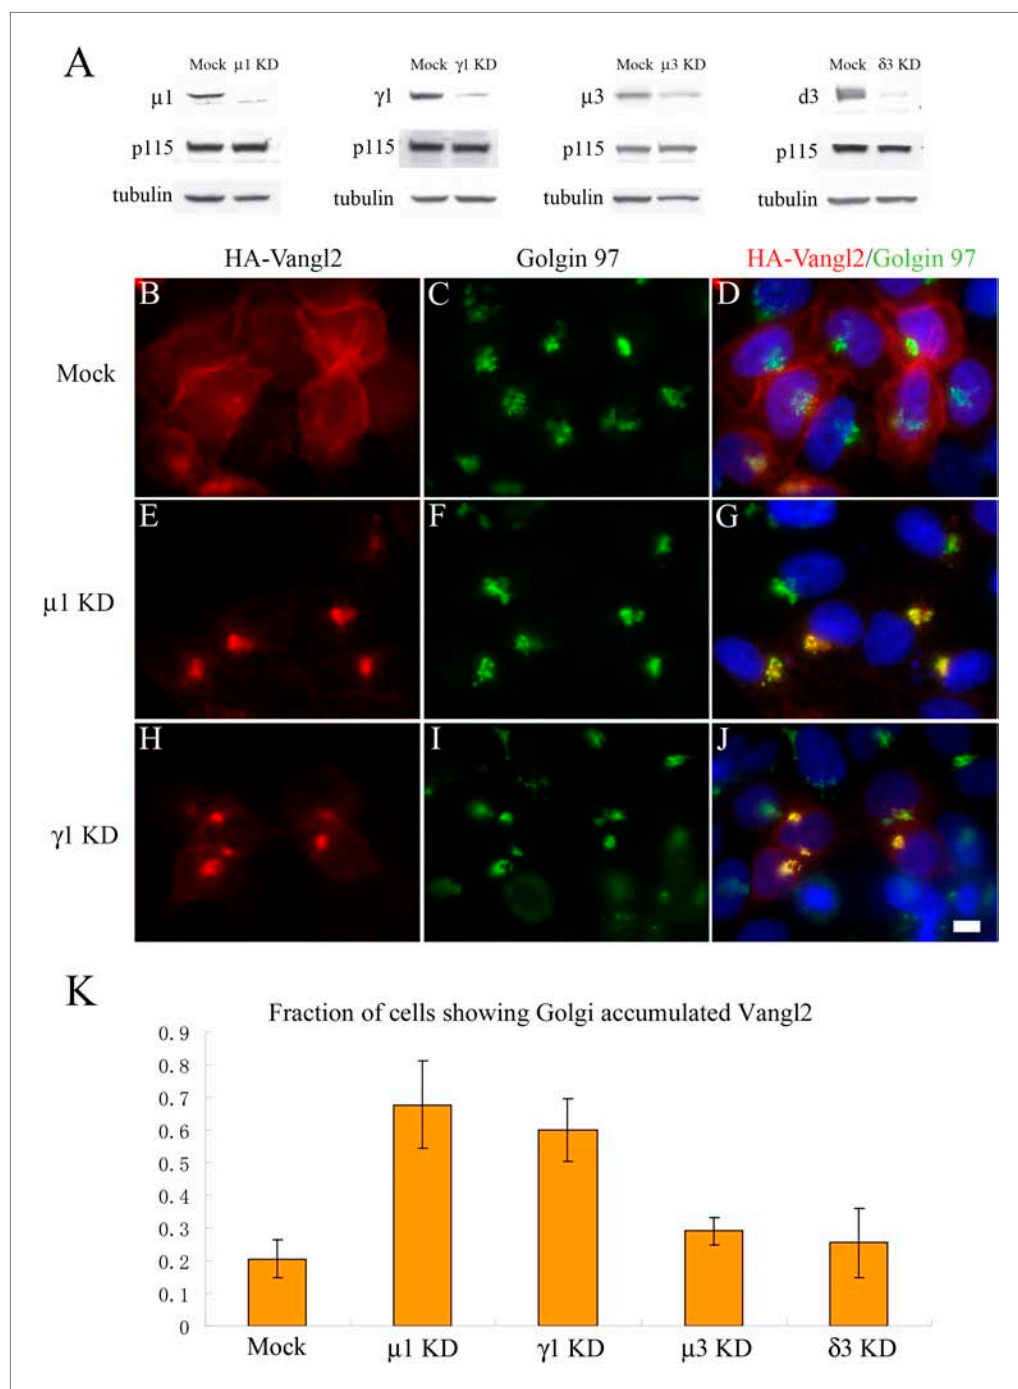 A
Mock μ1 KD
Mock γ1 KD
Mock μ3 KD
Mock δ3 KD
μ1
γ1
μ3
d3
p115
p115
p115
p115
tubulin
tubulin
tubulin
tubulin
HA-Vangl2
Golgin 97
HA-Vangl2/Golgin 97
Mock
B
C
D
μ1 KD
E
F
G
γ1 KD
H
I
J
K
Fraction of cells showing Golgi accumulated Vangl2
0.9
0.8
0.7
0.6
0.5
0.4
0.3
0.2
0.1
0
Mock
μ1 KD
γ1 KD
μ3 KD
δ3 KD